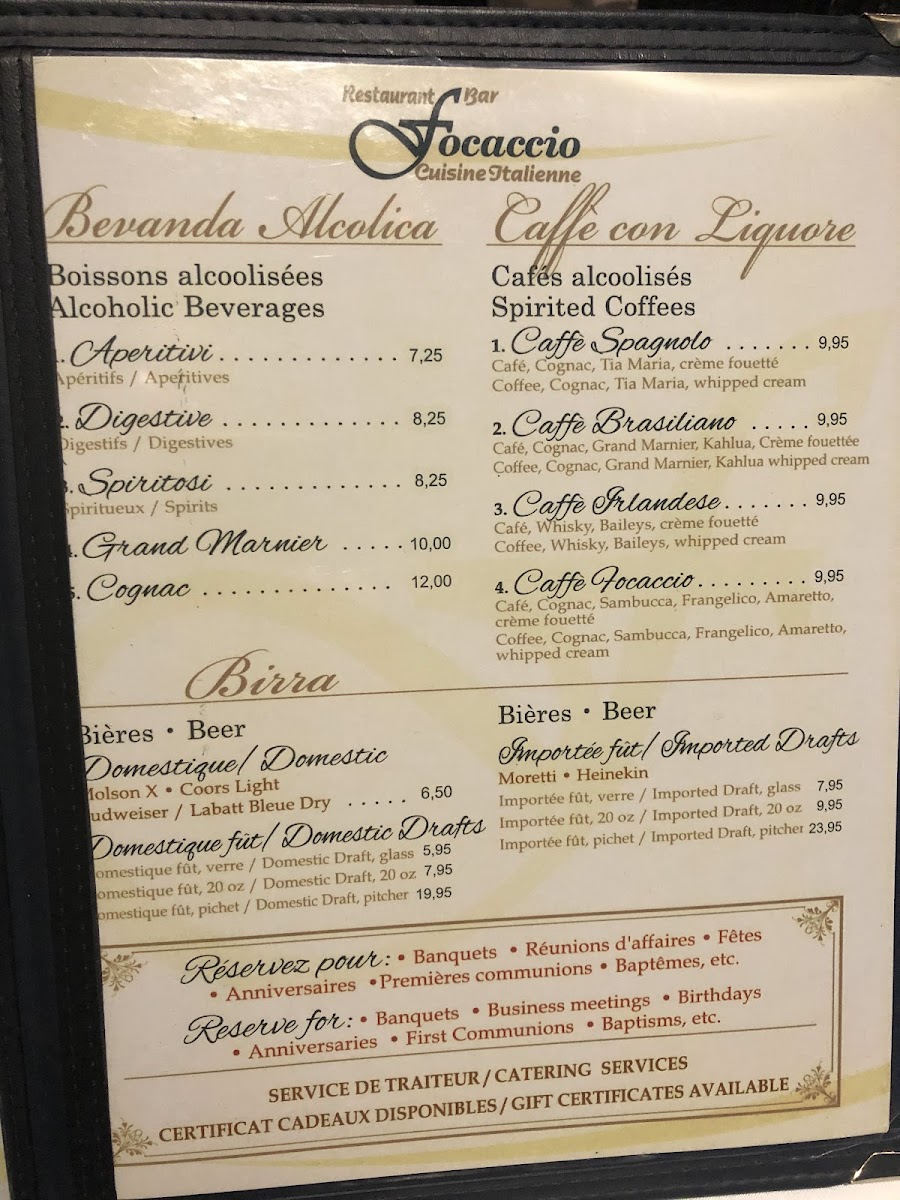 Restaurant Bar
Focaccio
Cuisine Italienne
Bevanda Alcolica
Boissons alcoolisées
Alcoholic Beverages
. Aperitivi . . . . . . . . . . . . . 7,25
Apéritifs / Aperitives
2. Digestive . . . . . . . . . . . . . 8,25
Digestifs / Digestives
3. Spiritosi . . . . . . . . . . . . . 8,25
Spiritueux / Spirits
4. Grand Marnier . . . . . 10,00
5. Cognac . . . . . . . . . . . . . . 12,00
Caffè con Liquore
Cafés alcoolisés
Spirited Coffees
1. Caffè Spagnolo . . . . . . . 9,95
Café, Cognac, Tia Maria, crème fouetté
Coffee, Cognac, Tia Maria, whipped cream
2. Caffè Brasiliano . . . . . 9,95
Café, Cognac, Grand Marnier, Kahlua, Crème fouettée
Coffee, Cognac, Grand Marnier, Kahlua whipped cream
3. Caffè Irlandese . . . . . . . 9,95
Café, Whisky, Baileys, crème fouetté
Coffee, Whisky, Baileys, whipped cream
4. Caffè Focaccio . . . . . . . . . 9,95
Café, Cognac, Sambucca, Frangelico, Amaretto,
crème fouetté
Coffee, Cognac, Sambucca, Frangelico, Amaretto,
whipped cream
Birra
Bières • Beer
Domestique/ Domestic
Molson X • Coors Light
udweiser / Labatt Bleue Dry . . . . . 6,50
Domestique fût/ Domestic Drafts
omestique fût, verre / Domestic Draft, glass 5,95
omestique fût, 20 oz / Domestic Draft, 20 oz 7,95
omestique fût, pichet / Domestic Draft, pitcher 19,95
Bières • Beer
Importée fût/ Imported Drafts
Moretti • Heinekin
Importée fût, verre / Imported Draft, glass 7,95
Importée fût, 20 oz / Imported Draft, 20 oz 9,95
Importée fût, pichet / Imported Draft, pitcher 23,95
Réservez pour: • Banquets • Réunions d'affaires • Fêtes
• Anniversaires •Premières communions • Baptêmes, etc.
Reserve for: • Banquets • Business meetings • Birthdays
• Anniversaries • First Communions • Baptisms, etc.
SERVICE DE TRAITEUR / CATERING SERVICES
CERTIFICAT CADEAUX DISPONIBLES / GIFT CERTIFICATES AVAILABLE